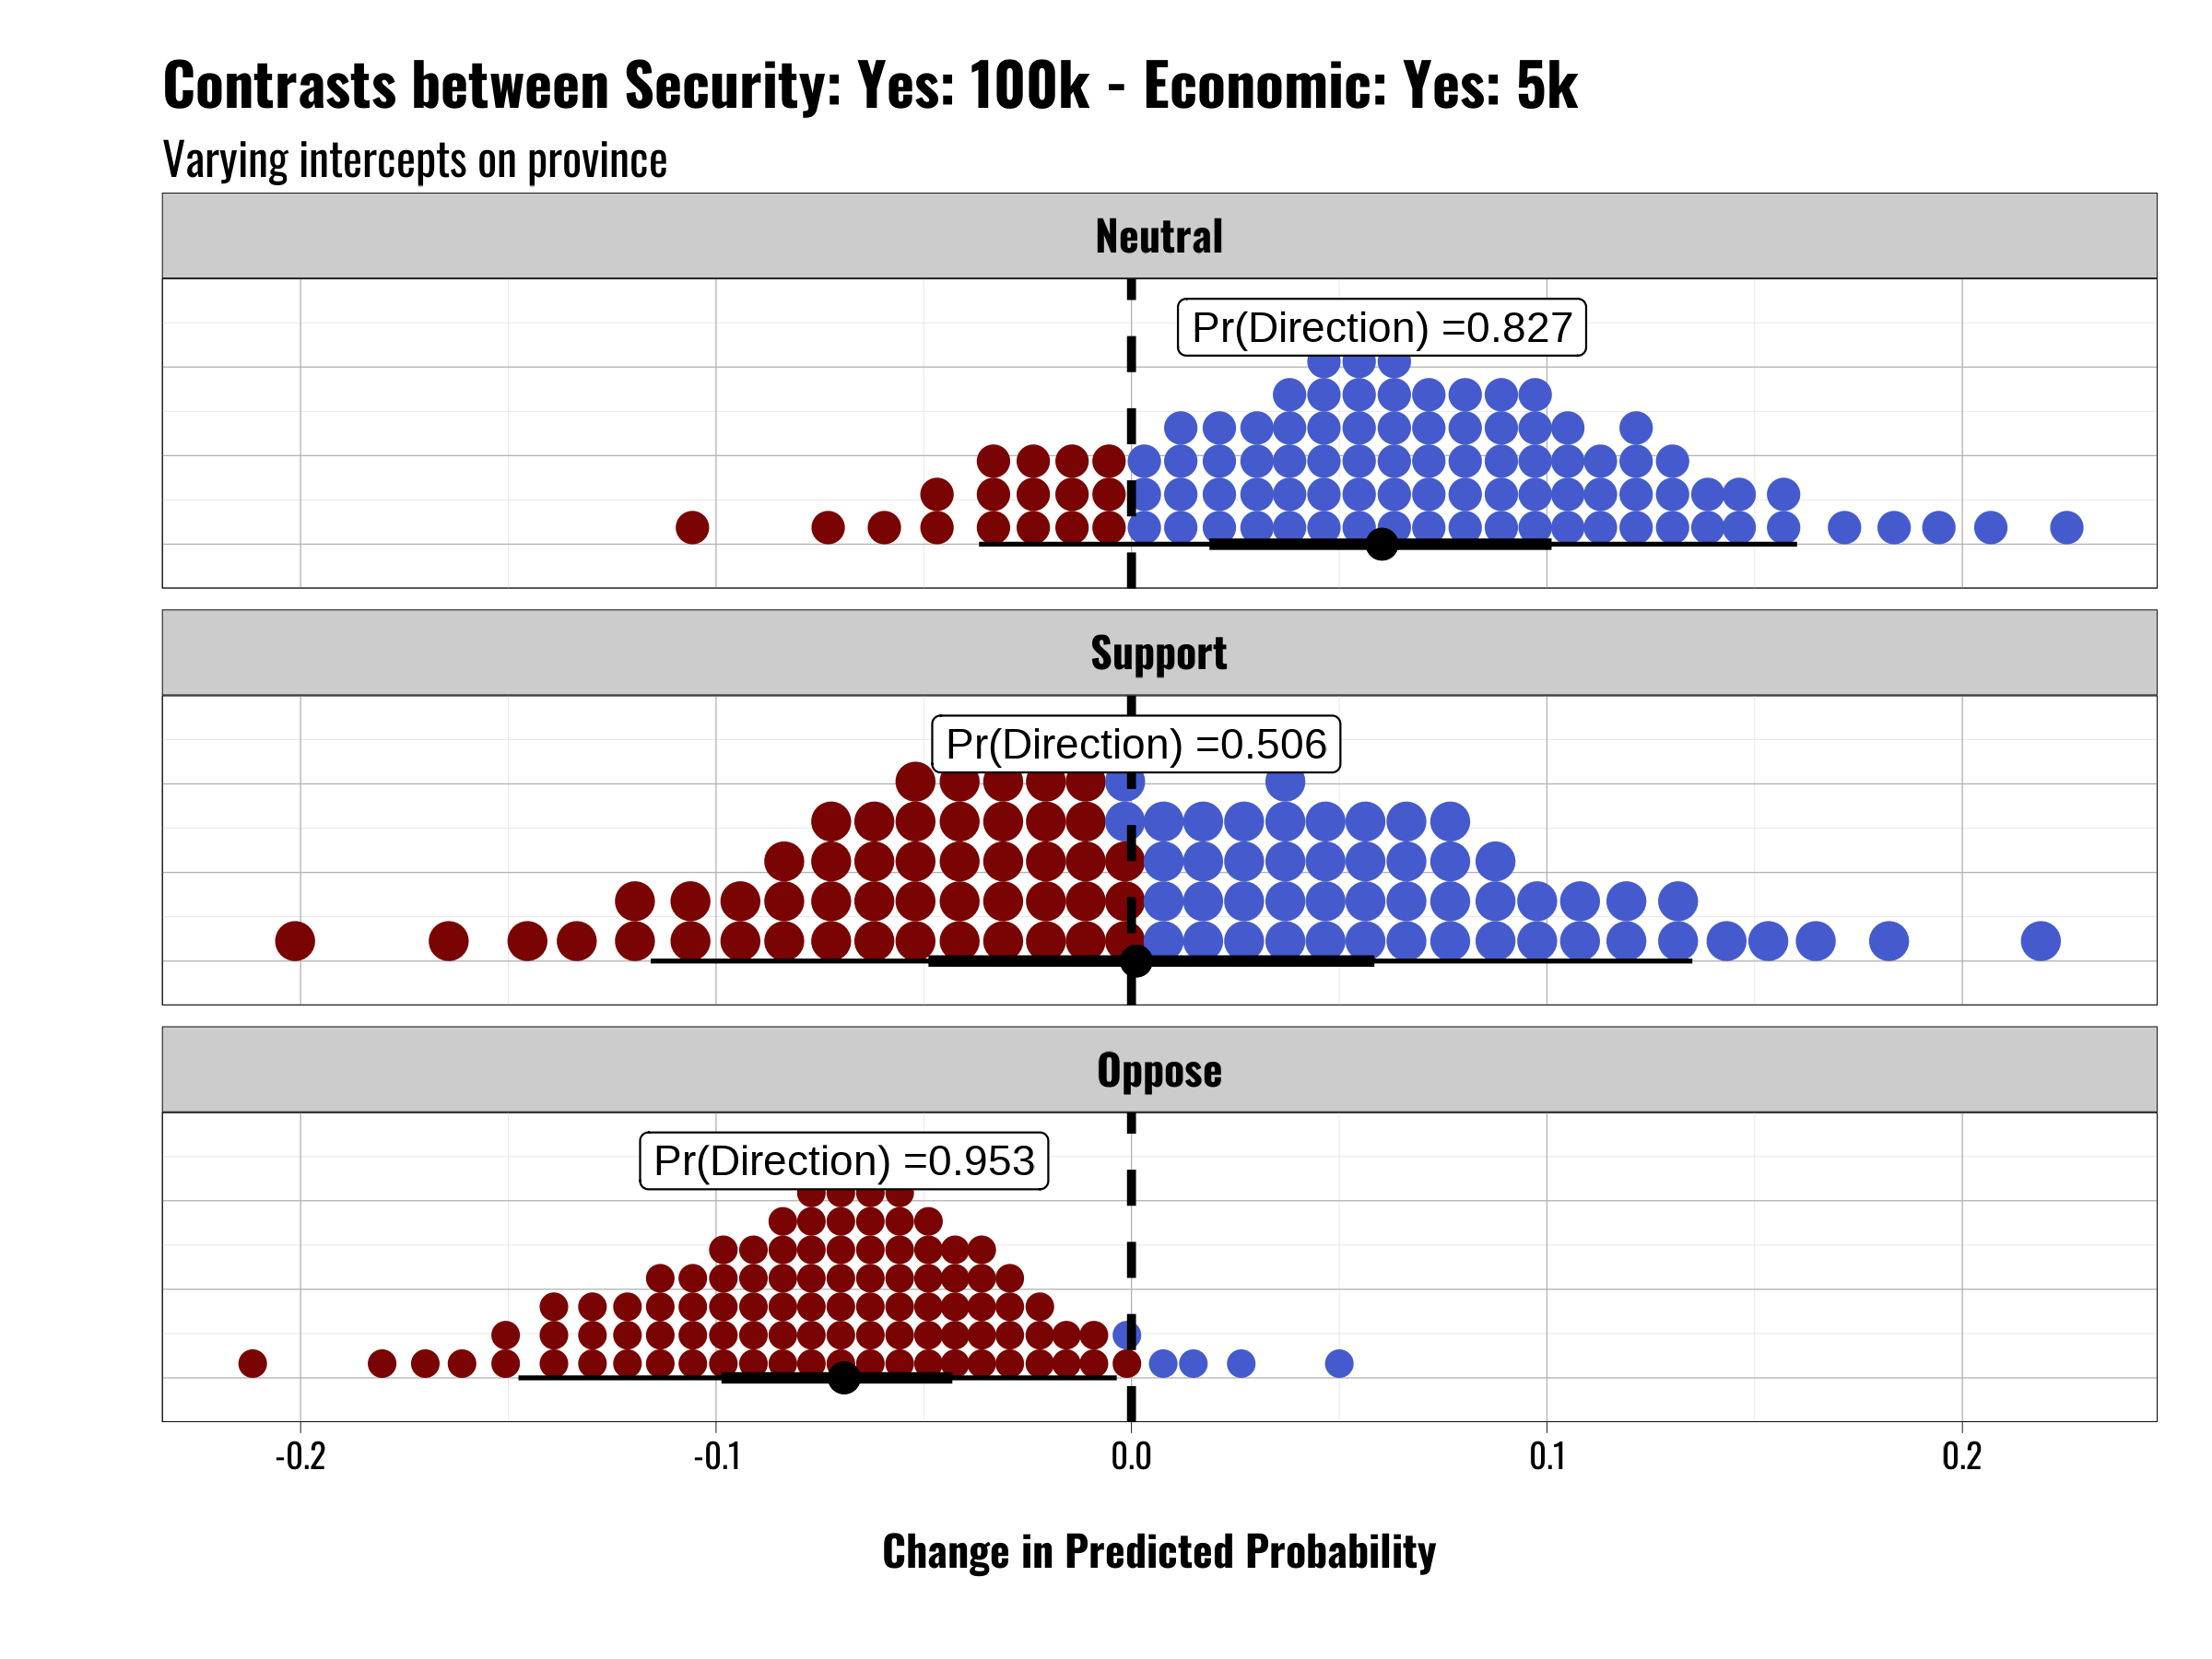 Contrasts between Security: Yes: 100k - Economic: Yes: 5k
Varying intercepts on province
Neutral
Pr(Direction) =0.827
Support
Pr(Direction) =0.506
Oppose
Pr(Direction) =0.953
-0.2 -0.1 0.0 0.1 0.2
Change in Predicted Probability